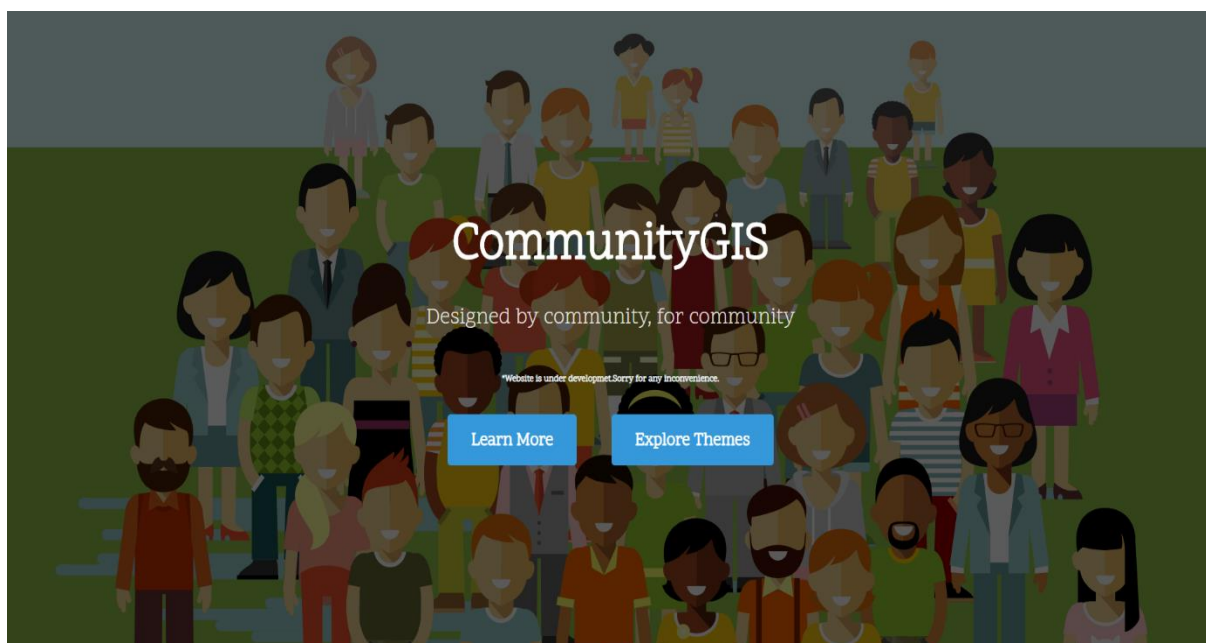 CommunityGIS
Designed by community, for community
*Website is under developmet.Sorry for any inconvenience.
Learn More
Explore Themes